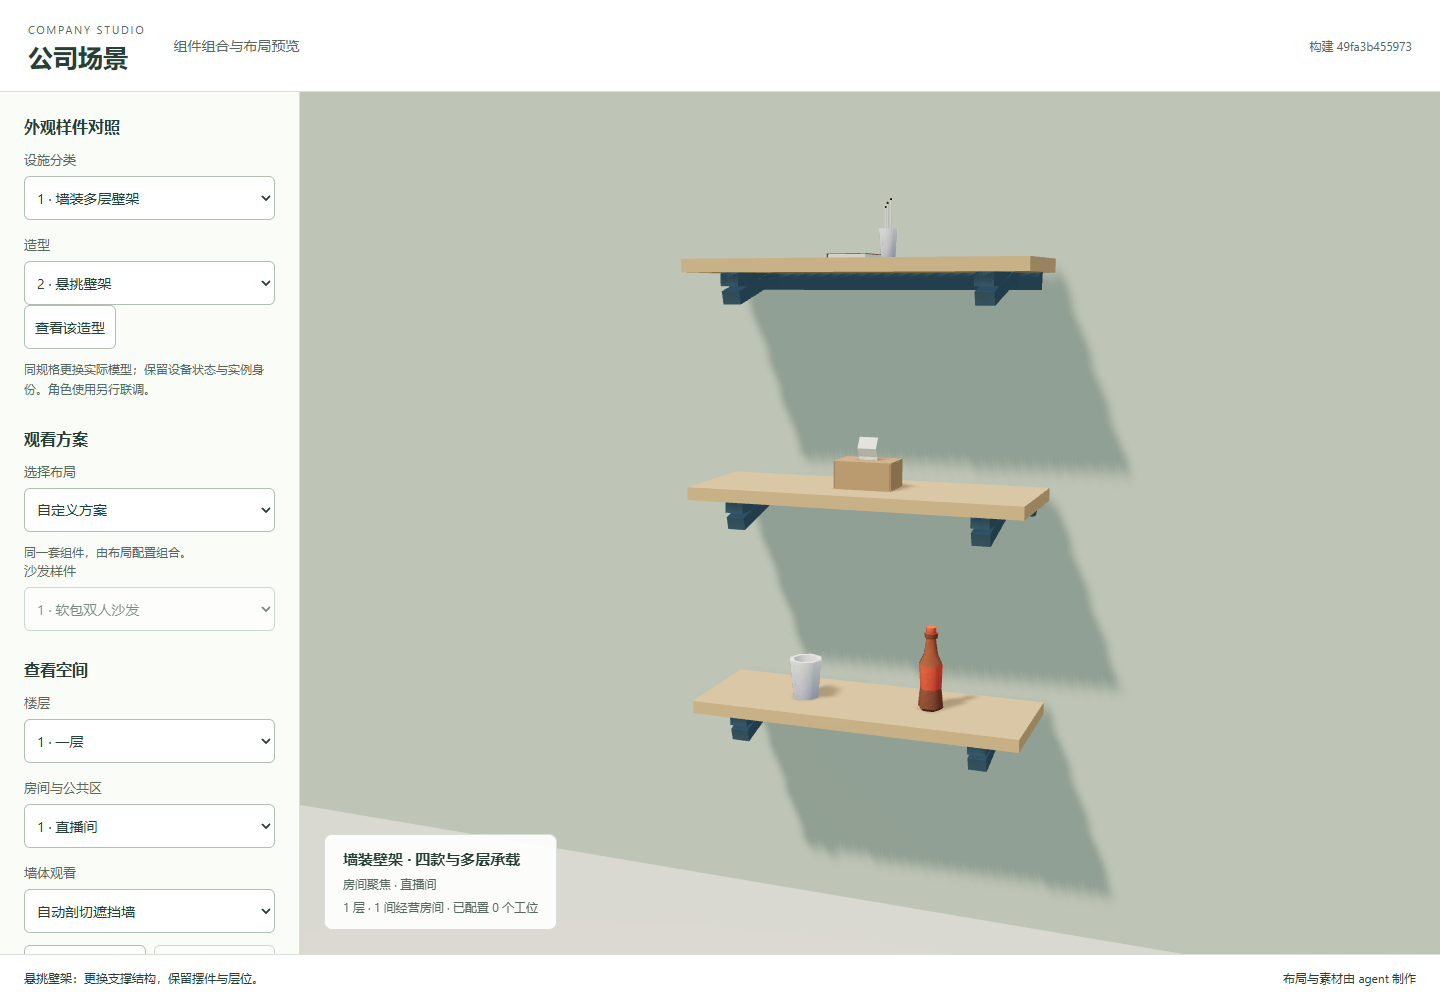 COMPANY STUDIO
公司场景
组件组合与布局预览
构建 49fa3b455973
外观样件对照
设施分类
1 · 墙装多层壁架
造型
2 · 悬挑壁架
查看该造型
同规格更换实际模型；保留设备状态与实例身
份。角色使用另行联调。
观看方案
选择布局
自定义方案
同一套组件，由布局配置组合。
沙发样件
1 · 软包双人沙发
查看空间
楼层
1 · 一层
房间与公共区
1 · 直播间
墙体观看
自动剖切遮挡墙
墙装壁架 · 四款与多层承载
房间聚焦 · 直播间
1 层 · 1 间经营房间 · 已配置 0 个工位
悬挑壁架：更换支撑结构，保留摆件与层位。
布局与素材由 agent 制作